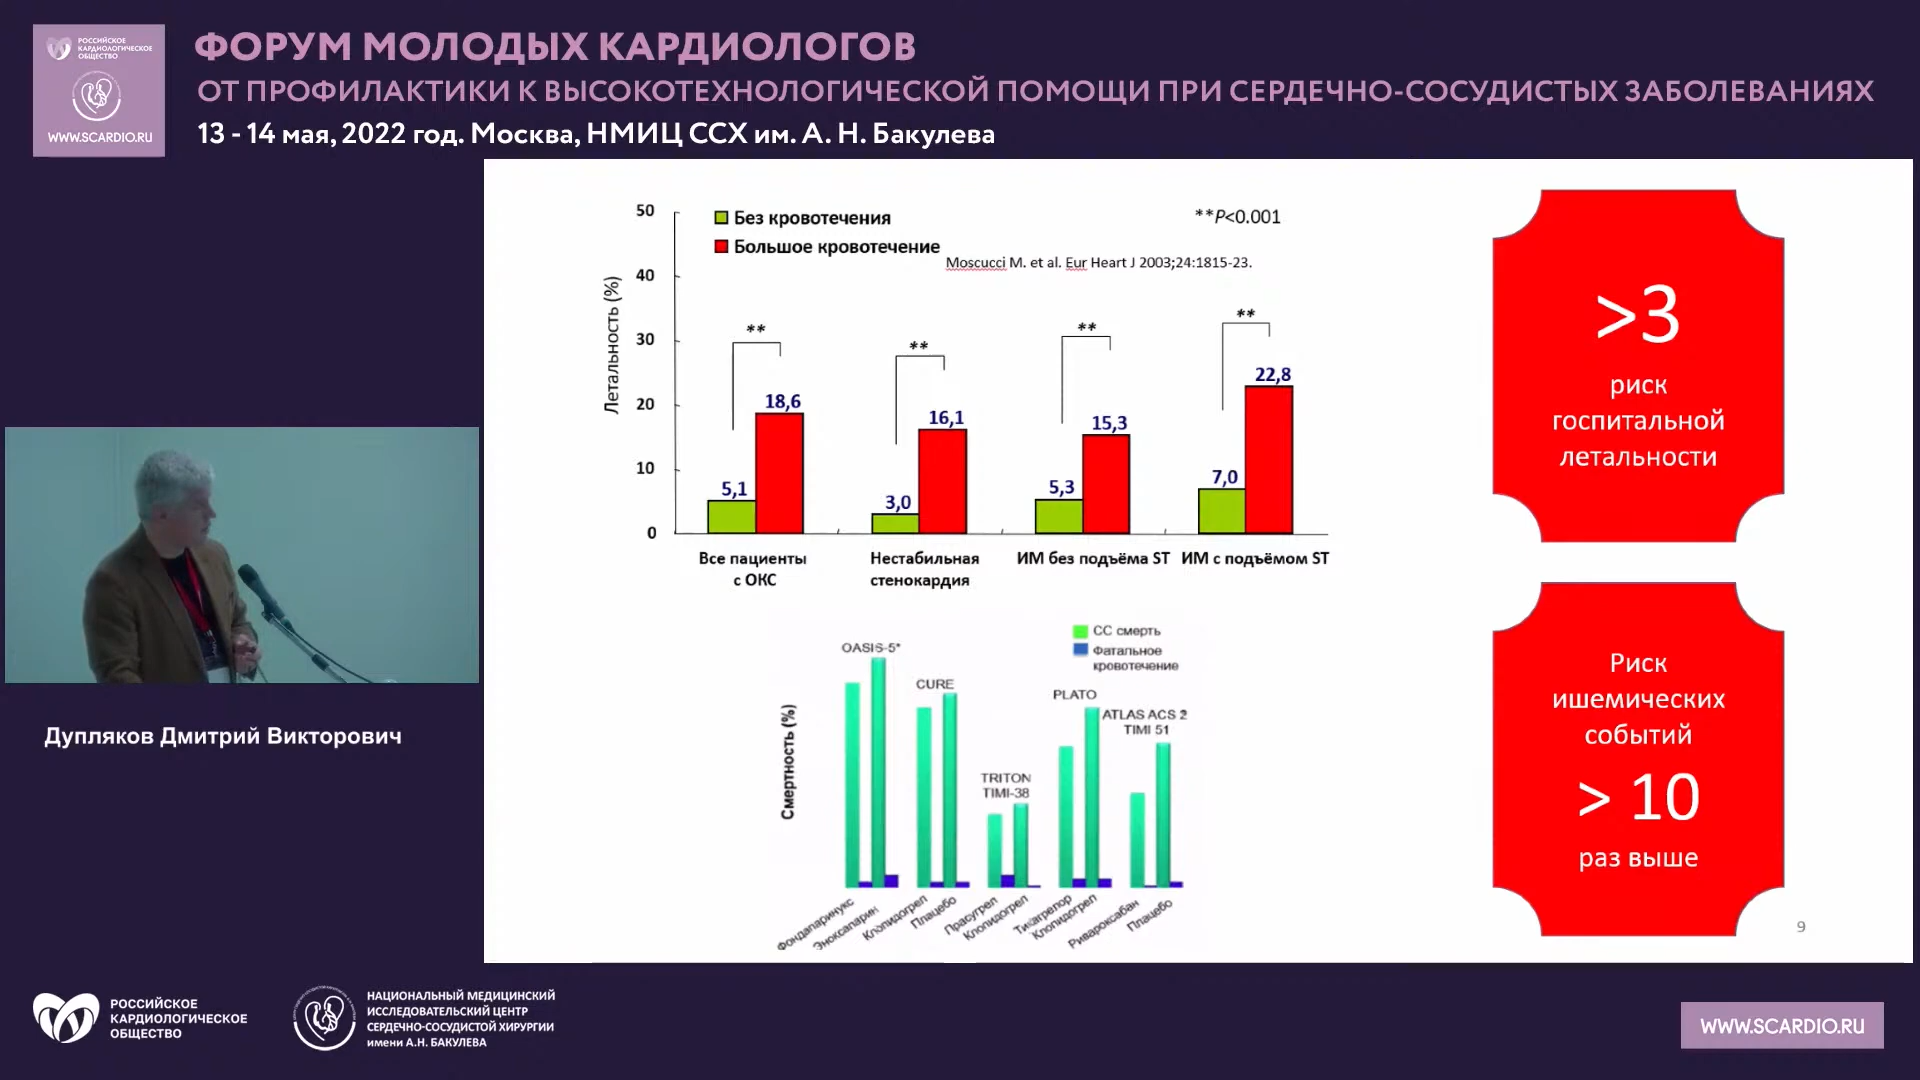 РОССИЙСКОЕ
КАРДИОЛОГИЧЕСКОЕ
ОБЩЕСТВО
WWW.SCARDIO.RU
ФОРУМ МОЛОДЫХ КАРДИОЛОГОВ
ОТ ПРОФИЛАКТИКИ К ВЫСОКОТЕХНОЛОГИЧЕСКОЙ ПОМОЩИ ПРИ СЕРДЕЧНО-СОСУДИСТЫХ ЗАБОЛЕВАНИЯХ
13 - 14 мая, 2022 год. Москва, НМИЦ ССХ им. А. Н. Бакулева
Дупляков Дмитрий Викторович
Летальность (%)
50
40
30
20
10
0
Без кровотечения
Большое кровотечение
**P<0.001
Moscucci M. et al. Eur Heart J 2003;24:1815-23.
**
**
**
**
5,1
18,6
3,0
16,1
5,3
15,3
7,0
22,8
Все пациенты
с ОКС
Нестабильная
стенокардия
ИМ без подъёма ST
ИМ с подъёмом ST
Смертность (%)
СС смерть
Фатальное
кровотечение
OASIS-5*
CURE
TRITON
TIMI-38
PLATO
ATLAS ACS 2
TIMI 51
Фондапаринукс
Эноксапарин
Клопидогрел
Плацебо
Прасугрел
Клопидогрел
Тикагрелор
Клопидогрел
Ривароксабан
Плацебо
>3
риск
госпитальной
летальности
Риск
ишемических
событий
> 10
раз выше
9
РОССИЙСКОЕ
КАРДИОЛОГИЧЕСКОЕ
ОБЩЕСТВО
НАЦИОНАЛЬНЫЙ МЕДИЦИНСКИЙ
ИССЛЕДОВАТЕЛЬСКИЙ ЦЕНТР
СЕРДЕЧНО-СОСУДИСТОЙ ХИРУРГИИ
имени А.Н. БАКУЛЕВА
WWW.SCARDIO.RU